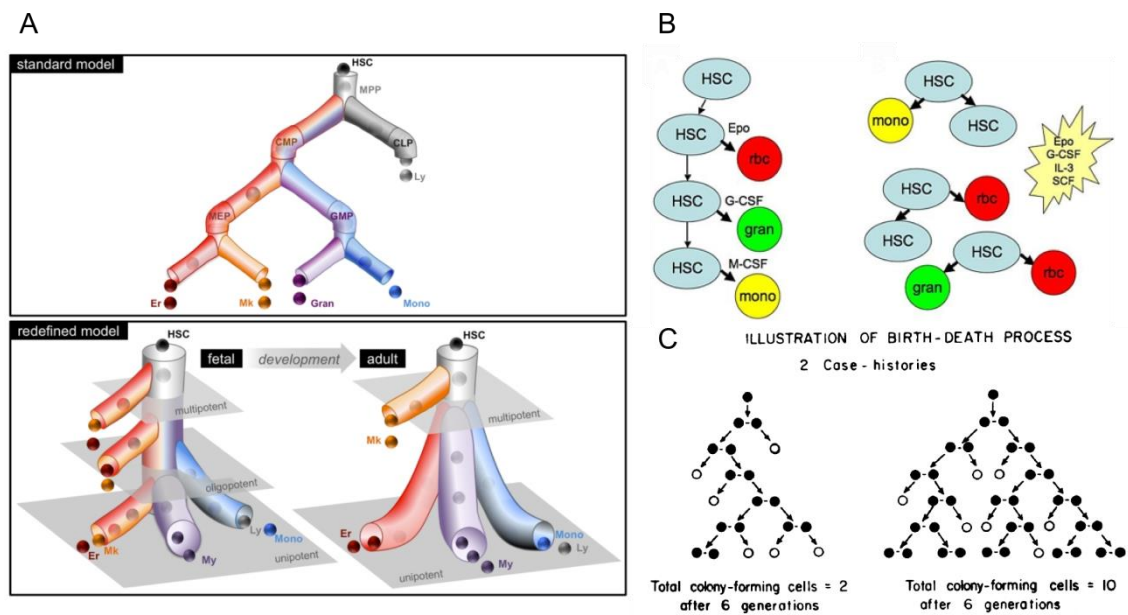 A
standard model
HSC
MPP
CMP
CLP
Ly
MEP
GMP
Er
Mk
Gran
Mono
redefined model
HSC
fetal
development
adult
multipotent
multipotent
Mk
oligopotent
Ly
Mono
Er
Mk
My
unipotent
Er
Mono
Ly
My
unipotent
B
HSC
HSC
Epo
rbc
HSC
G-CSF
gran
HSC
M-CSF
mono
HSC
mono
HSC
Epo
G-CSF
IL-3
SCF
HSC
rbc
HSC
HSC
gran
rbc
C
ILLUSTRATION OF BIRTH-DEATH PROCESS
2 Case - histories
Total colony-forming cells = 2
after 6 generations
Total colony-forming cells = 10
after 6 generations